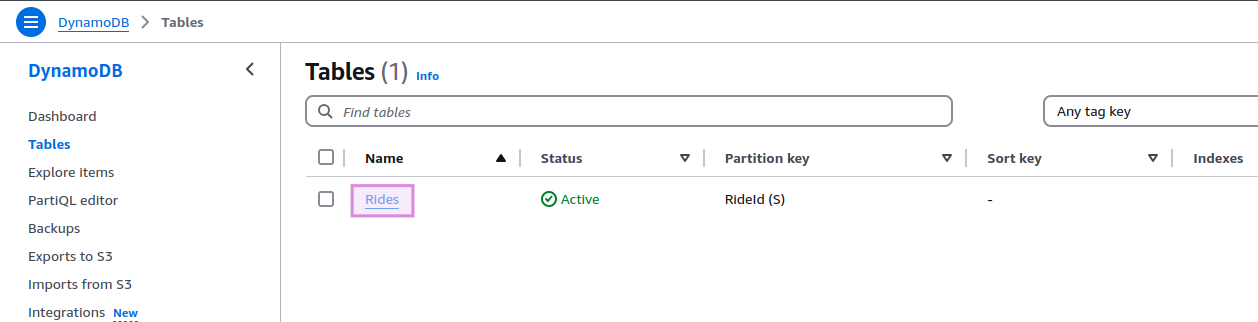 DynamoDB > Tables
DynamoDB
Dashboard
Tables
Explore items
PartiQL editor
Backups
Exports to S3
Imports from S3
Integrations New
Tables (1) Info
Find tables
Any tag key
Name Status Partition key Sort key Indexes
Rides Active RideId (S) -